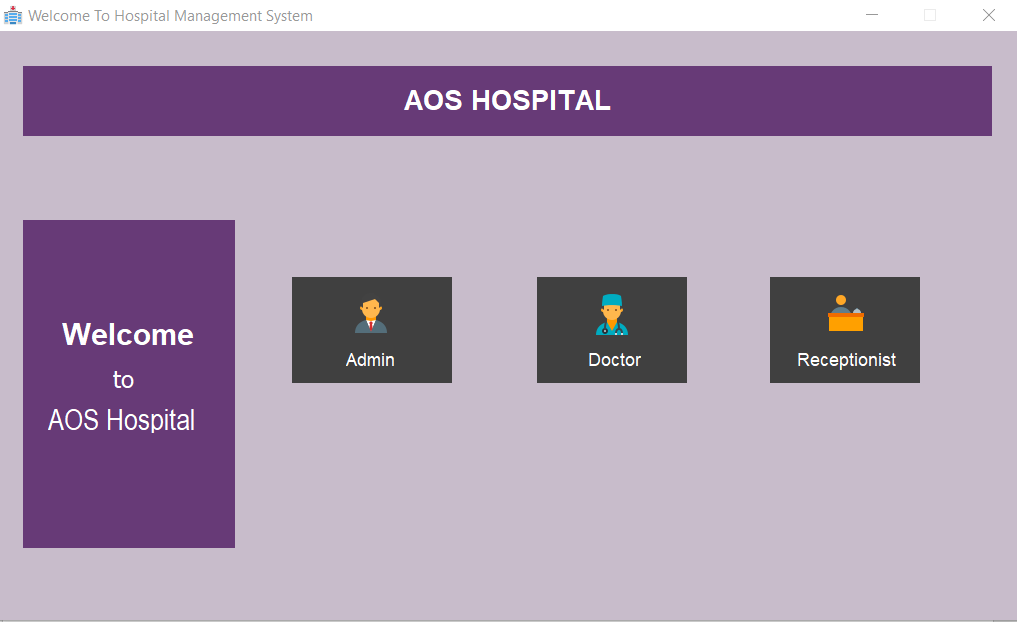 Welcome To Hospital Management System
AOS HOSPITAL
Welcome
to
AOS Hospital
Admin
Doctor
Receptionist